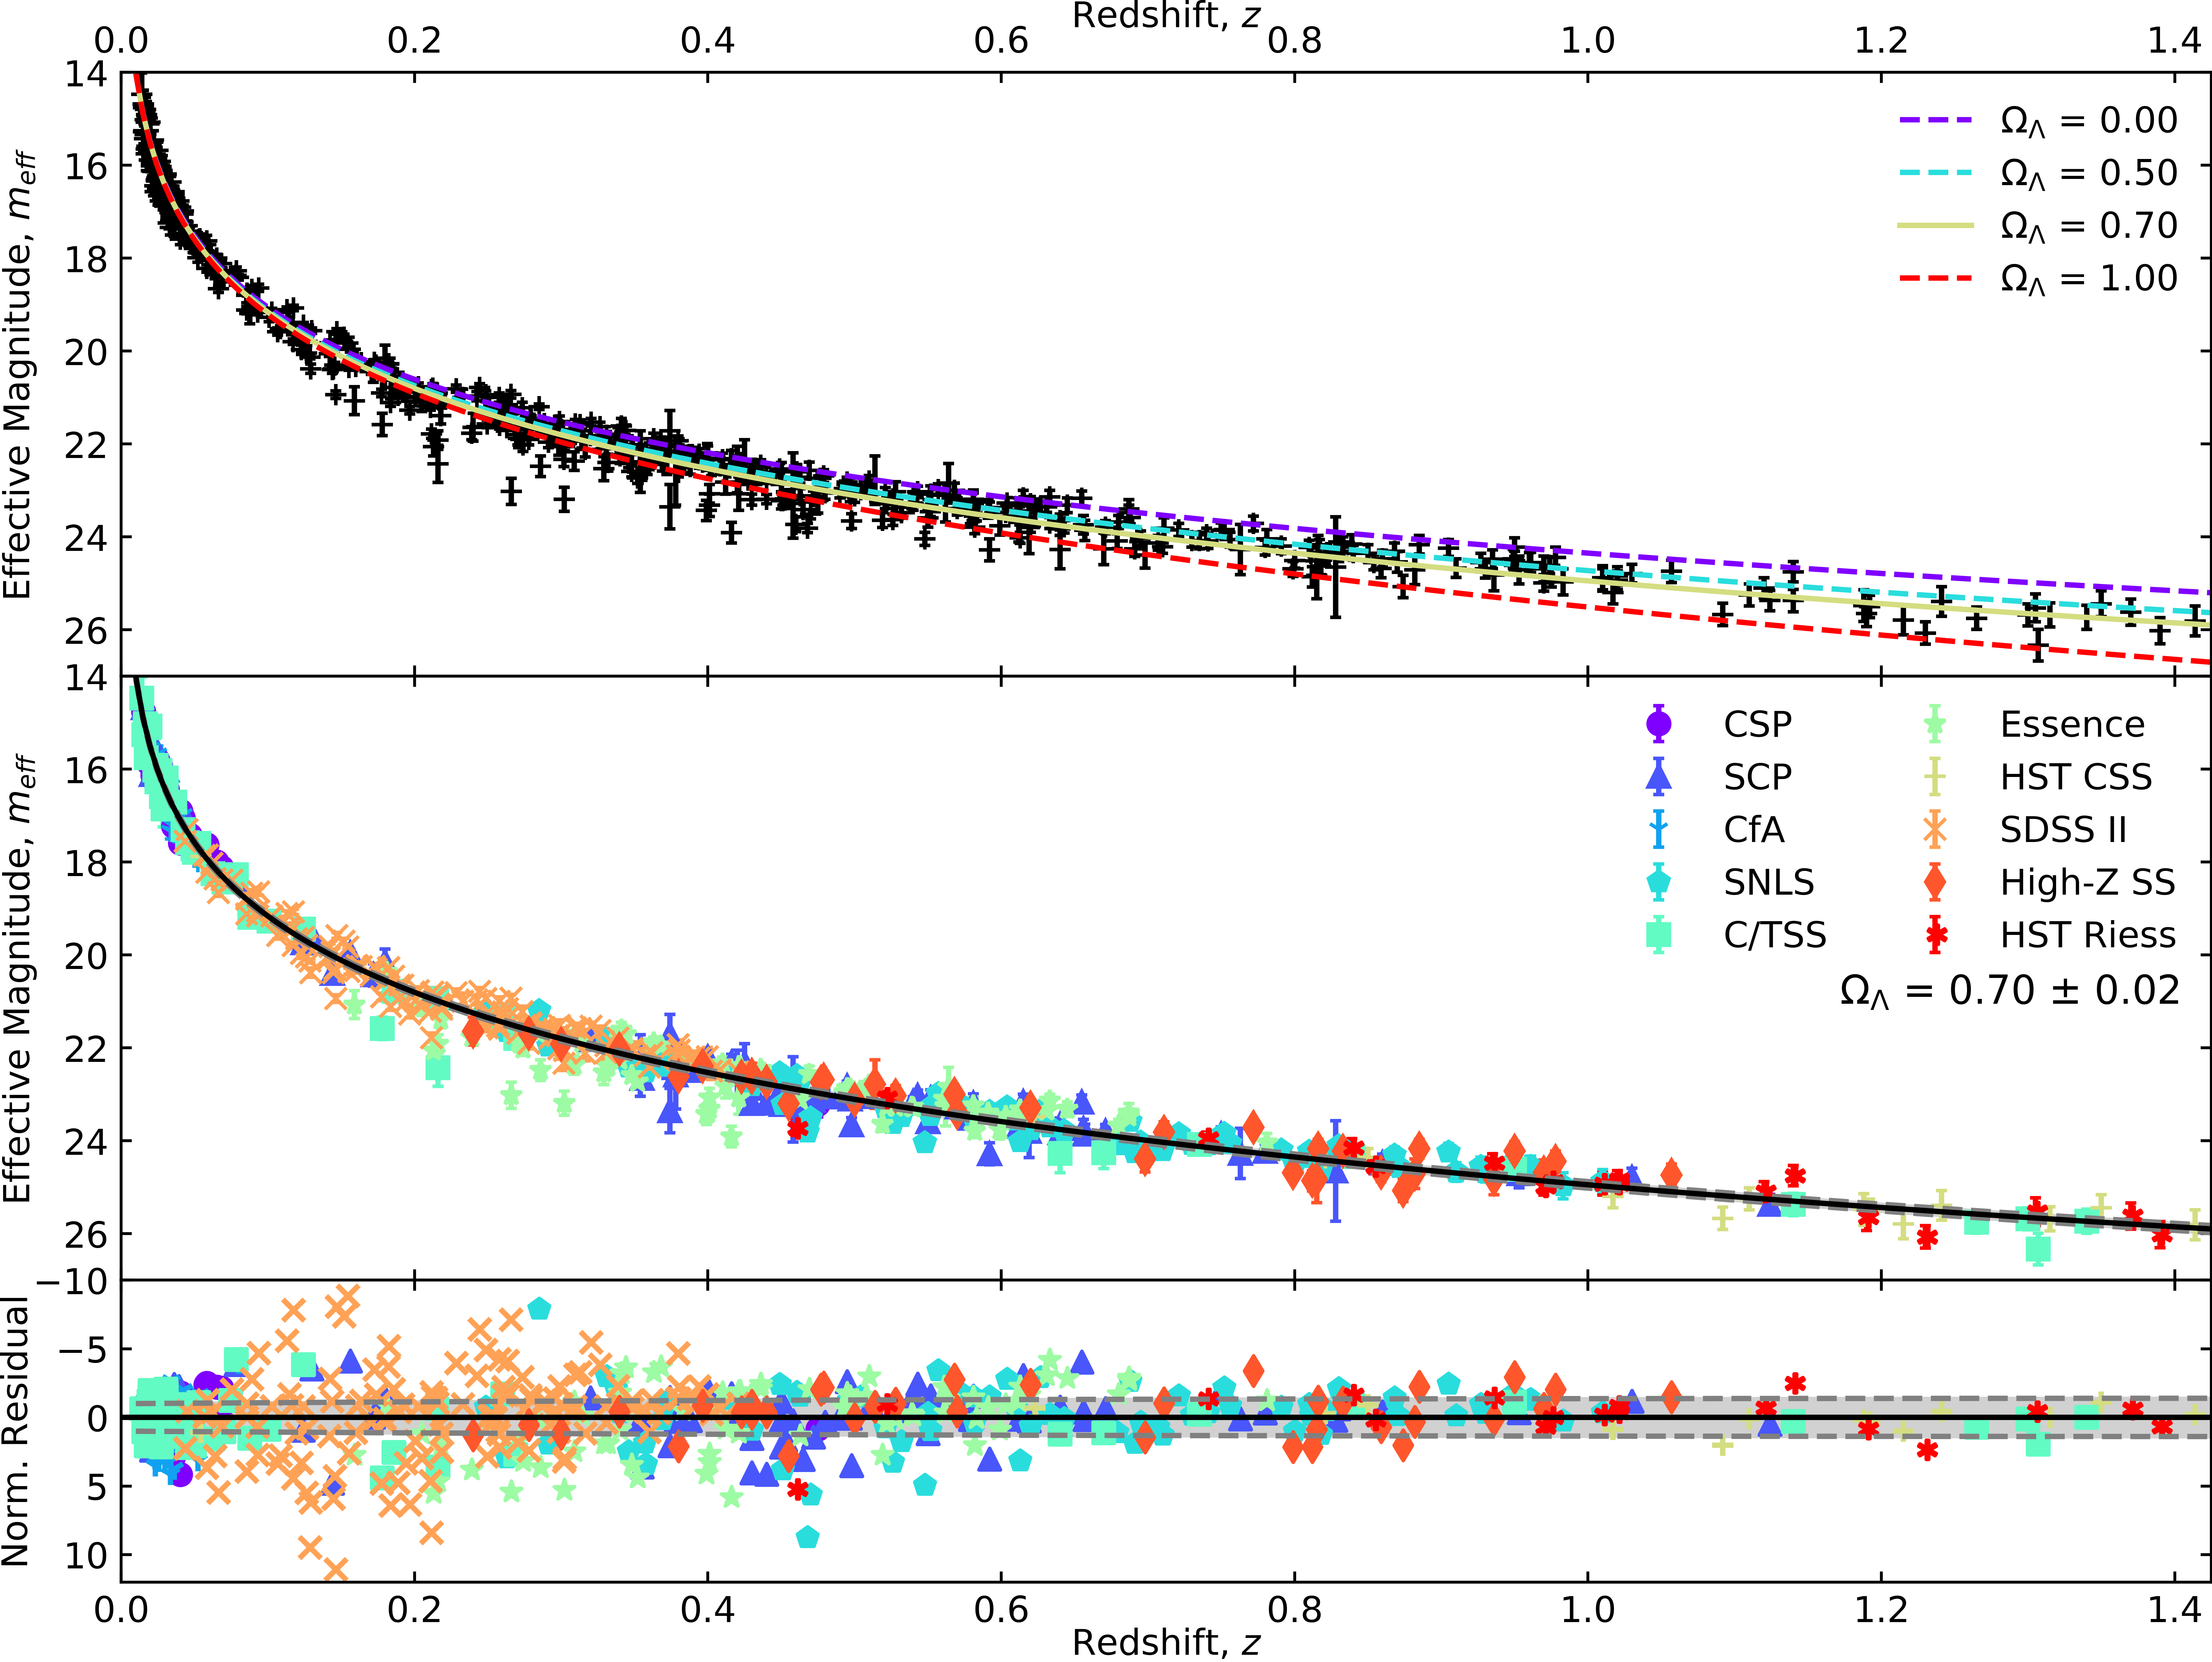 Redshift, z
0.0 0.2 0.4 0.6 0.8 1.0 1.2 1.4
14
16
18
20
22
24
26
Effective Magnitude, m_eff
Ω_Λ = 0.00
Ω_Λ = 0.50
Ω_Λ = 0.70
Ω_Λ = 1.00
14
16
18
20
22
24
26
Effective Magnitude, m_eff
CSP
SCP
CfA
SNLS
C/TSS
Essence
HST CSS
SDSS II
High-Z SS
HST Riess
Ω_Λ = 0.70 ± 0.02
−10
−5
0
5
10
Norm. Residual
0.0 0.2 0.4 0.6 0.8 1.0 1.2 1.4
Redshift, z